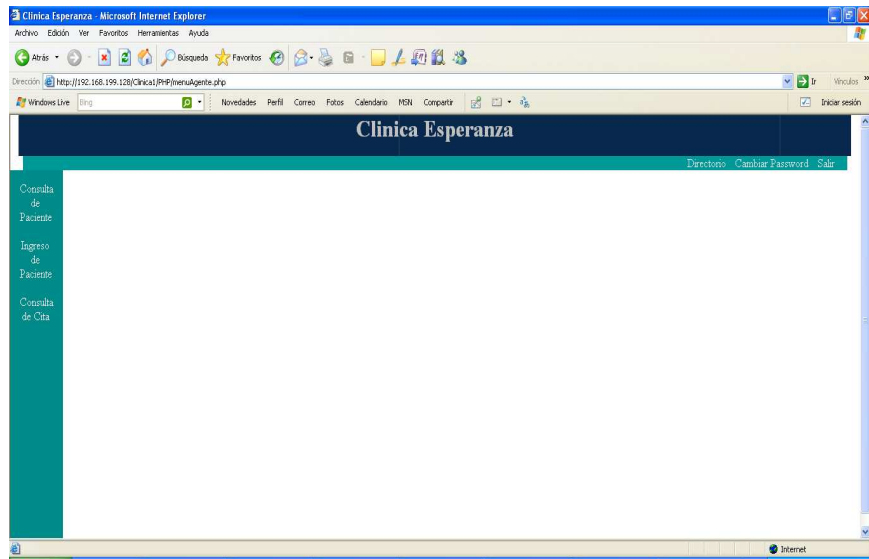 Clinica Esperanza - Microsoft Internet Explorer
Archivo Edición Ver Favoritos Herramientas Ayuda
Atrás Búsqueda Favoritos
Dirección http://192.168.199.128/Clinica1/PHP/menuAgente.php Ir Vínculos »
Windows Live Bing Novedades Perfil Correo Fotos Calendario MSN Compartir Iniciar sesión
Clinica Esperanza
Directorio Cambiar Password Salir
Consulta
de
Paciente
Ingreso
de
Paciente
Consulta
de Cita
Internet